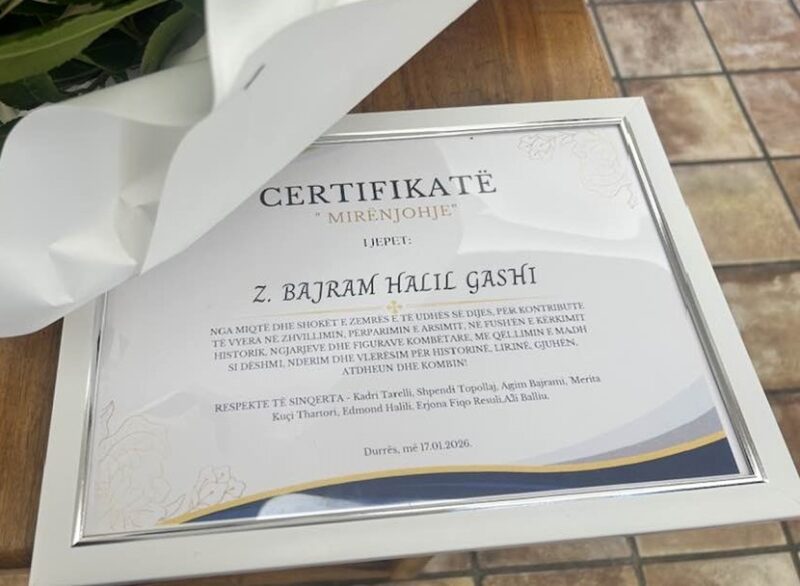 CERTIFIKATË
" MIRËNJOHJE"
I JEPET:
Z. BAJRAM HALIL GASHI
NGA MIQTË DHE SHOKËT E ZEMRËS E TË UDHËS SË DIJES, PËR KONTRIBUTE
TË VYERA NË ZHVILLIMIN, PËRPARIMIN E ARSIMIT, NË FUSHËN E KËRKIMIT
HISTORIK, NGJARJEVE DHE FIGURAVE KOMBËTARE, ME QËLLIMIN E MADH
SI DËSHMI, NDERIM DHE VLERËSIM PËR HISTORINË, LIRINË, GJUHËN,
ATDHEUN DHE KOMBIN!
RESPEKTE TË SINQERTA - Kadri Tarelli, Shpendi Topollaj, Agim Bajrami, Merita
Kuçi Thartori, Edmond Halili, Erjona Fiqo Resuli,Ali Balliu.
Durrës, më 17.01.2026.